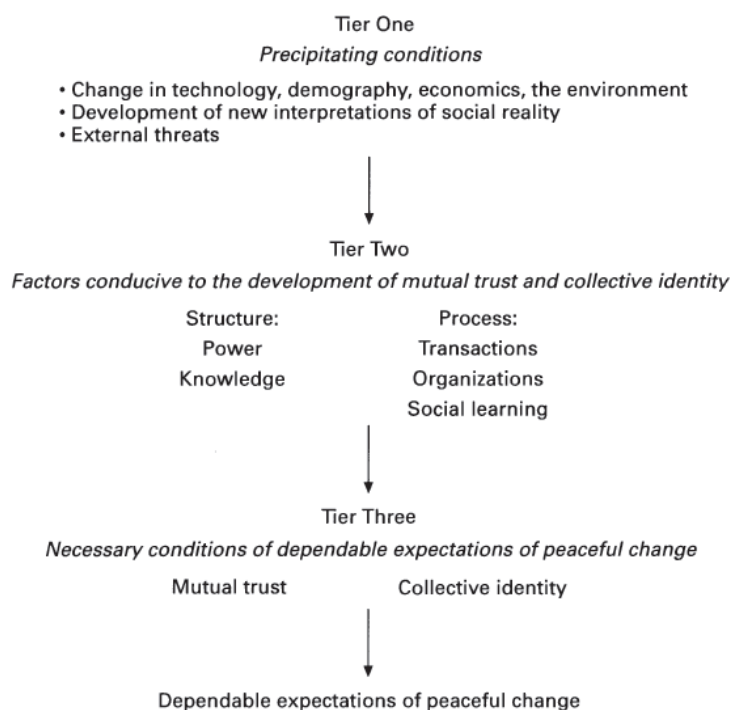 Tier One
Precipitating conditions
• Change in technology, demography, economics, the environment
• Development of new interpretations of social reality
• External threats
Tier Two
Factors conducive to the development of mutual trust and collective identity
Structure: Process:
Power Transactions
Knowledge Organizations
Social learning
Tier Three
Necessary conditions of dependable expectations of peaceful change
Mutual trust Collective identity
Dependable expectations of peaceful change